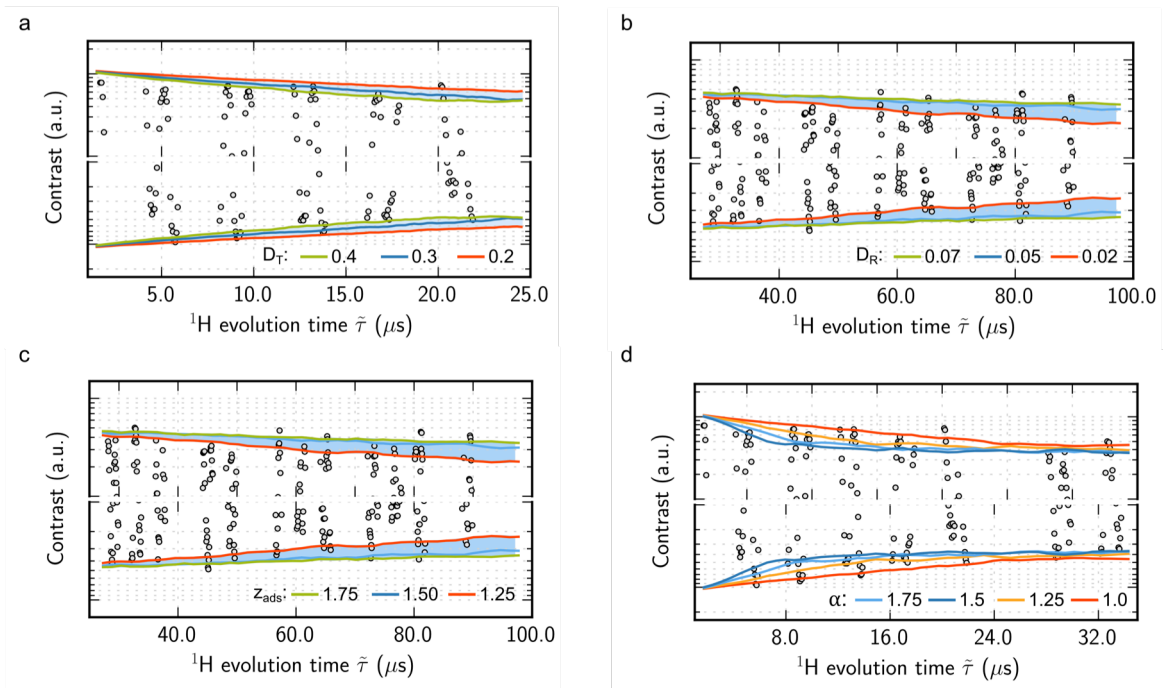 a
Contrast (a.u.)
D_T: 0.4 0.3 0.2
5.0 10.0 15.0 20.0 25.0
¹H evolution time τ̃ (μs)
b
Contrast (a.u.)
D_R: 0.07 0.05 0.02
40.0 60.0 80.0 100.0
¹H evolution time τ̃ (μs)
c
Contrast (a.u.)
z_ads: 1.75 1.50 1.25
40.0 60.0 80.0 100.0
¹H evolution time τ̃ (μs)
d
Contrast (a.u.)
α: 1.75 1.5 1.25 1.0
8.0 16.0 24.0 32.0
¹H evolution time τ̃ (μs)